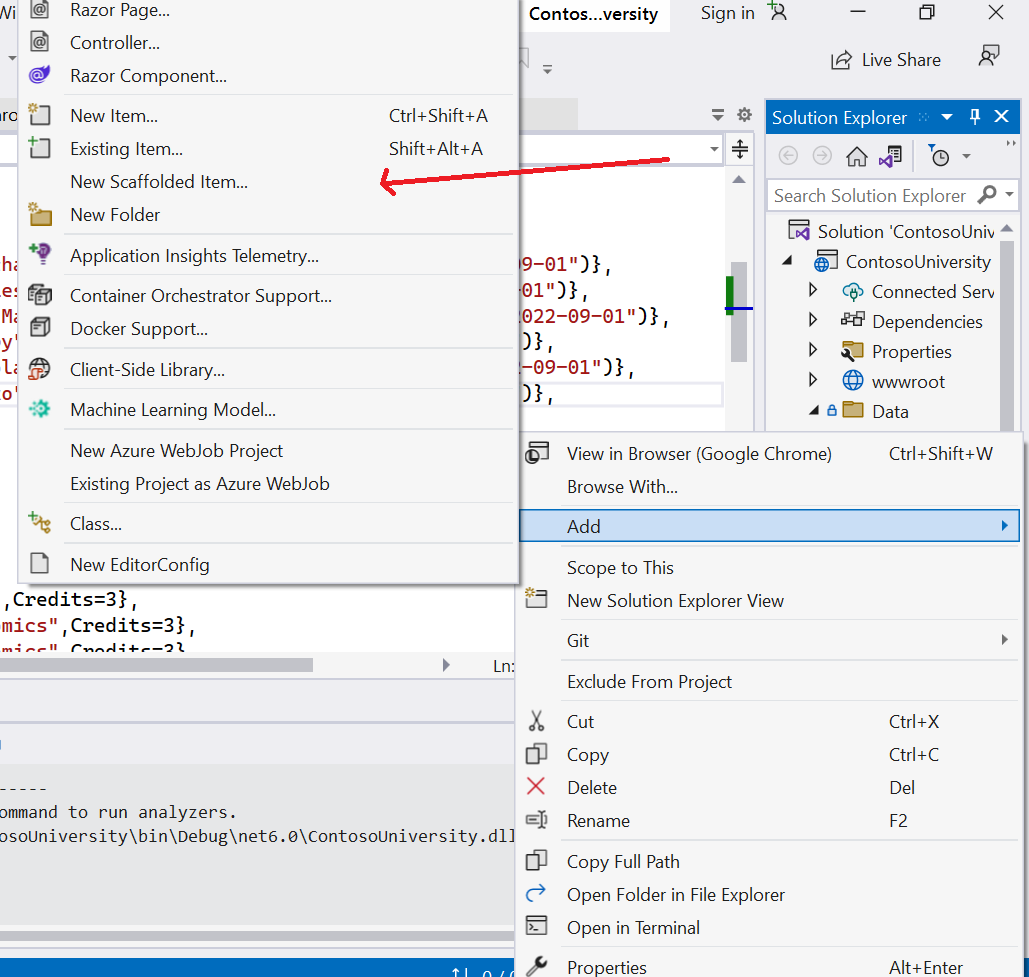 Wi
Contos...versity
Sign in
Live Share
Razor Page...
Controller...
Razor Component...
New Item... Ctrl+Shift+A
Existing Item... Shift+Alt+A
New Scaffolded Item...
New Folder
Application Insights Telemetry...
Container Orchestrator Support...
Docker Support...
Client-Side Library...
Machine Learning Model...
New Azure WebJob Project
Existing Project as Azure WebJob
Class...
New EditorConfig
Solution Explorer
Search Solution Explorer
Solution 'ContosoUniv
ContosoUniversity
Connected Serv
Dependencies
Properties
wwwroot
Data
9-01")},
01")},
022-09-01")},
)},
-09-01")},
)},
View in Browser (Google Chrome) Ctrl+Shift+W
Browse With...
Add
Scope to This
New Solution Explorer View
Git
Exclude From Project
Cut Ctrl+X
Copy Ctrl+C
Delete Del
Rename F2
Copy Full Path
Open Folder in File Explorer
Open in Terminal
Properties Alt+Enter
,Credits=3},
mics",Credits=3},
omics",Credits=3}
Ln:
-----
ommand to run analyzers.
osoUniversity\bin\Debug\net6.0\ContosoUniversity.dll